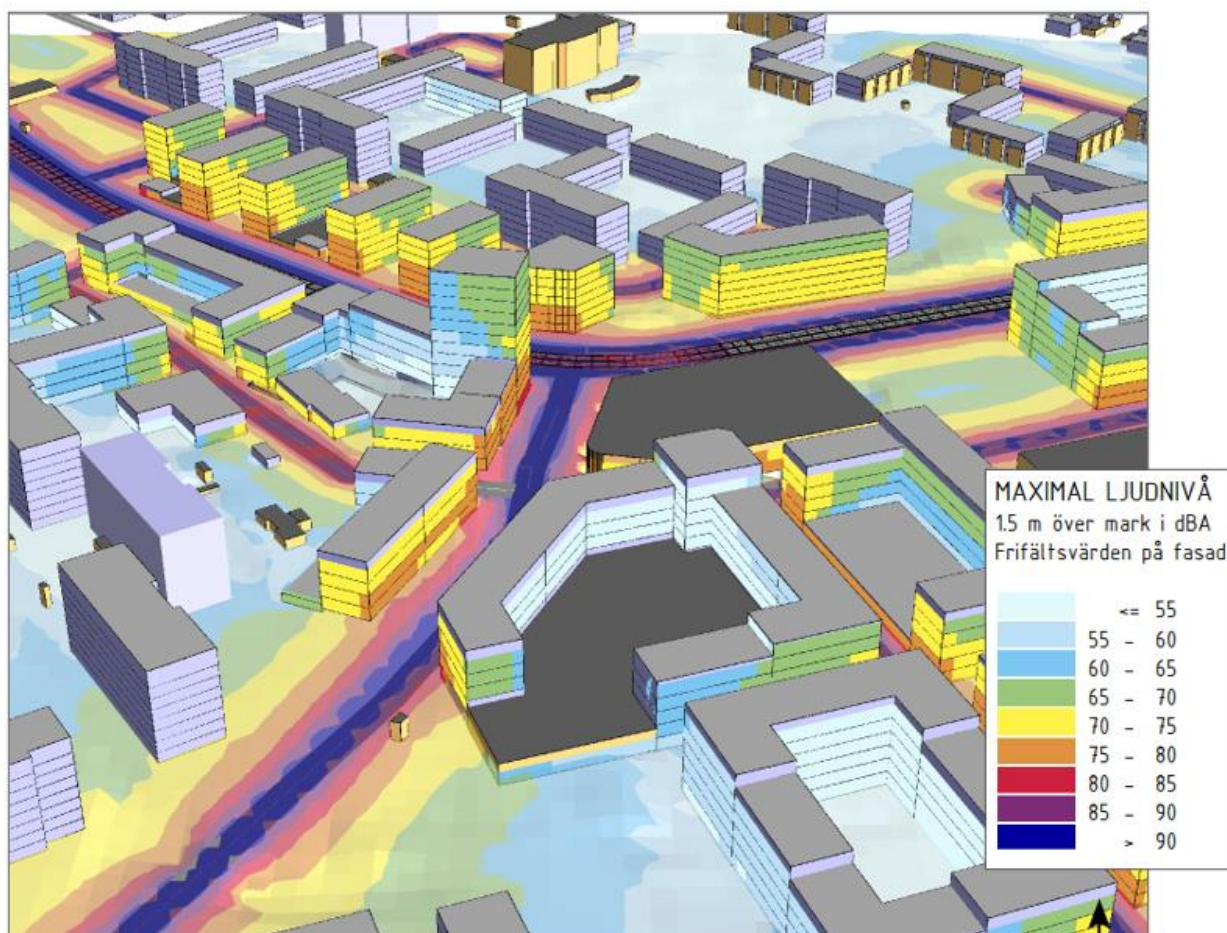 MAXIMAL LJUDNIVÅ
1.5 m över mark i dBA
Frifältsvärden på fasad
<= 55
55 - 60
60 - 65
65 - 70
70 - 75
75 - 80
80 - 85
85 - 90
> 90